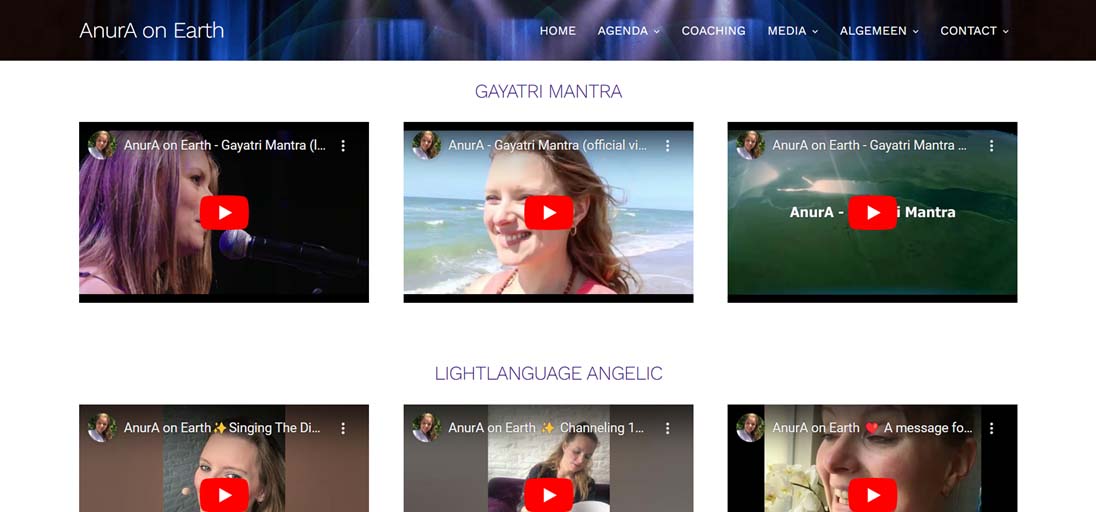 AnurA on Earth
HOME AGENDA COACHING MEDIA ALGEMEEN CONTACT
GAYATRI MANTRA
AnurA on Earth - Gayatri Mantra (l...
AnurA - Gayatri Mantra (official vi...
AnurA on Earth - Gayatri Mantra ...
AnurA - i Mantra
LIGHTLANGUAGE ANGELIC
AnurA on Earth✨Singing The Di...
AnurA on Earth ✨ Channeling 1...
AnurA on Earth ❤️ A message fo...